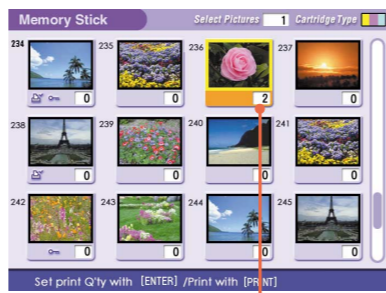 Memory Stick Select Pictures 1 Cartridge Type
234 235 236 237
0 0 2 0
238 239 240 241
0 0 0 0
242 243 244 245
0 0 0 0
Set print Q'ty with [ENTER] /Print with [PRINT]